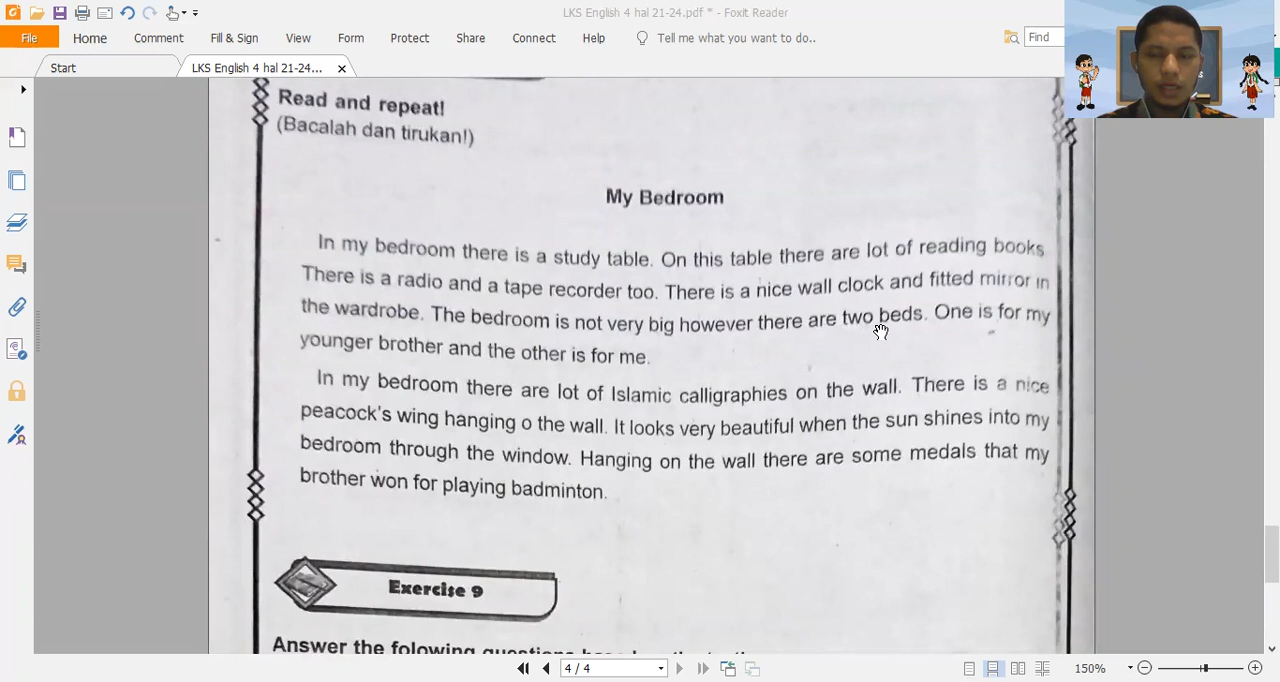 LKS English 4 hal 21-24.pdf * - Foxit Reader
File Home Comment Fill & Sign View Form Protect Share Connect Help Tell me what you want to do.. Find
Start LKS English 4 hal 21-24...
Read and repeat!
(Bacalah dan tirukan!)
My Bedroom
In my bedroom there is a study table. On this table there are lot of reading books
There is a radio and a tape recorder too. There is a nice wall clock and fitted mirror in
the wardrobe. The bedroom is not very big however there are two beds. One is for my
younger brother and the other is for me.
In my bedroom there are lot of Islamic calligraphies on the wall. There is a nice
peacock's wing hanging o the wall. It looks very beautiful when the sun shines into my
bedroom through the window. Hanging on the wall there are some medals that my
brother won for playing badminton.
Exercise 9
Answer the folowing questions
4 / 4
150%